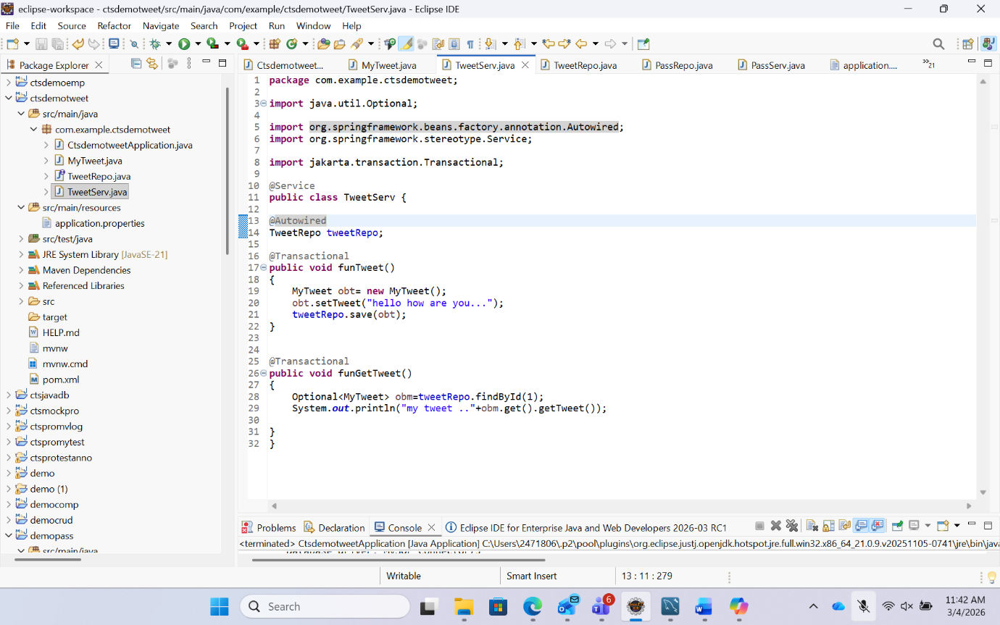 eclipse-workspace - ctsdemotweet/src/main/java/com/example/ctsdemotweet/TweetServ.java - Eclipse IDE
File Edit Source Refactor Navigate Search Project Run Window Help
Package Explorer
ctsdemoemp
ctsdemotweet
src/main/java
com.example.ctsdemotweet
CtsdemotweetApplication.java
MyTweet.java
TweetRepo.java
TweetServ.java
src/main/resources
application.properties
src/test/java
JRE System Library [JavaSE-21]
Maven Dependencies
Referenced Libraries
src
target
HELP.md
mvnw
mvnw.cmd
pom.xml
ctsjavadb
ctsmockpro
ctspromvlog
ctspromytest
ctsprotestanno
demo
demo (1)
democomp
democrud
demopass
src/main/java
Ctsdemotweet... MyTweet.java TweetServ.java TweetRepo.java PassRepo.java PassServ.java application.... »21
1 package com.example.ctsdemotweet;
2
3 import java.util.Optional;
4
5 import org.springframework.beans.factory.annotation.Autowired;
6 import org.springframework.stereotype.Service;
7
8 import jakarta.transaction.Transactional;
9
10 @Service
11 public class TweetServ {
12
13 @Autowired
14 TweetRepo tweetRepo;
15
16 @Transactional
17 public void funTweet()
18 {
19 MyTweet obt= new MyTweet();
20 obt.setTweet("hello how are you...");
21 tweetRepo.save(obt);
22 }
23
24
25 @Transactional
26 public void funGetTweet()
27 {
28 Optional<MyTweet> obm=tweetRepo.findById(1);
29 System.out.println("my tweet .."+obm.get().getTweet());
30
31 }
32 }
Problems Declaration Console Eclipse IDE for Enterprise Java and Web Developers 2026-03 RC1
<terminated> CtsdemotweetApplication [Java Application] C:\Users\2471806\.p2\pool\plugins\org.eclipse.justj.openjdk.hotspot.jre.full.win32.x86_64_21.0.9.v20251105-0741\jre\bin\java
Writable Smart Insert 13 : 11 : 279
Search
6
11:42 AM
3/4/2026